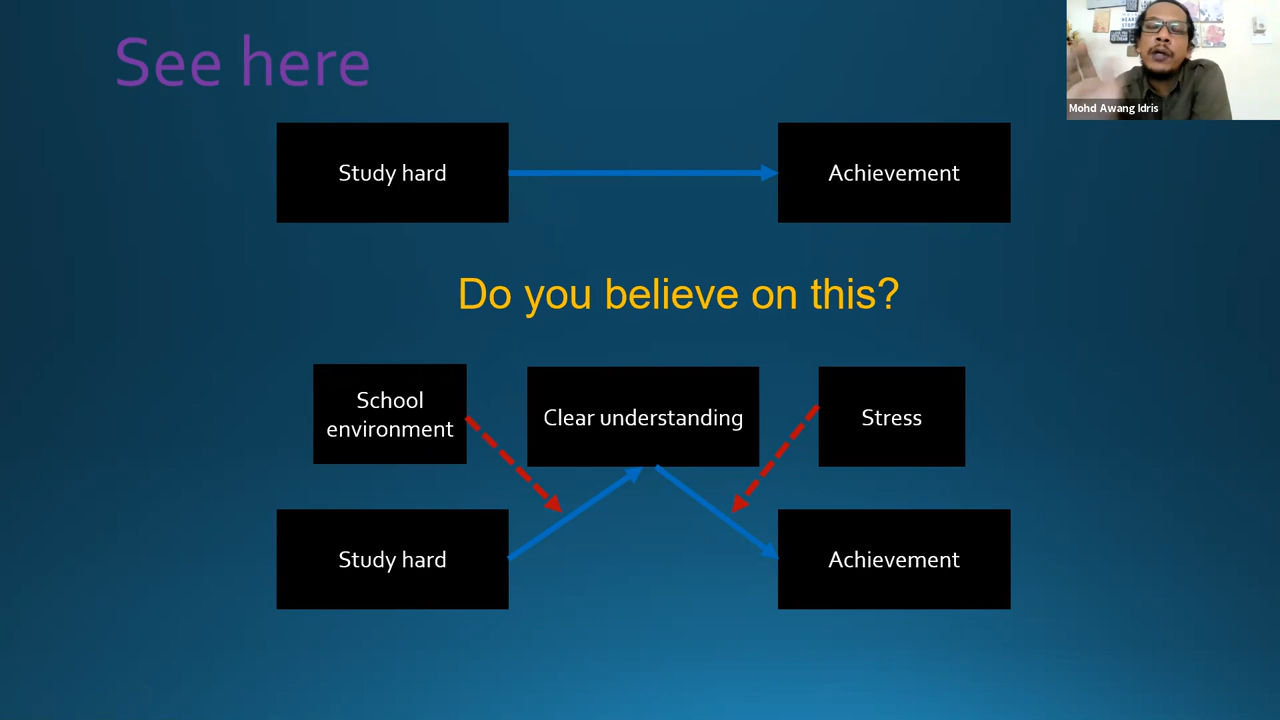 See here
Mohd Awang Idris
Study hard
Achievement
Do you believe on this?
School
environment
Clear understanding
Stress
Study hard
Achievement